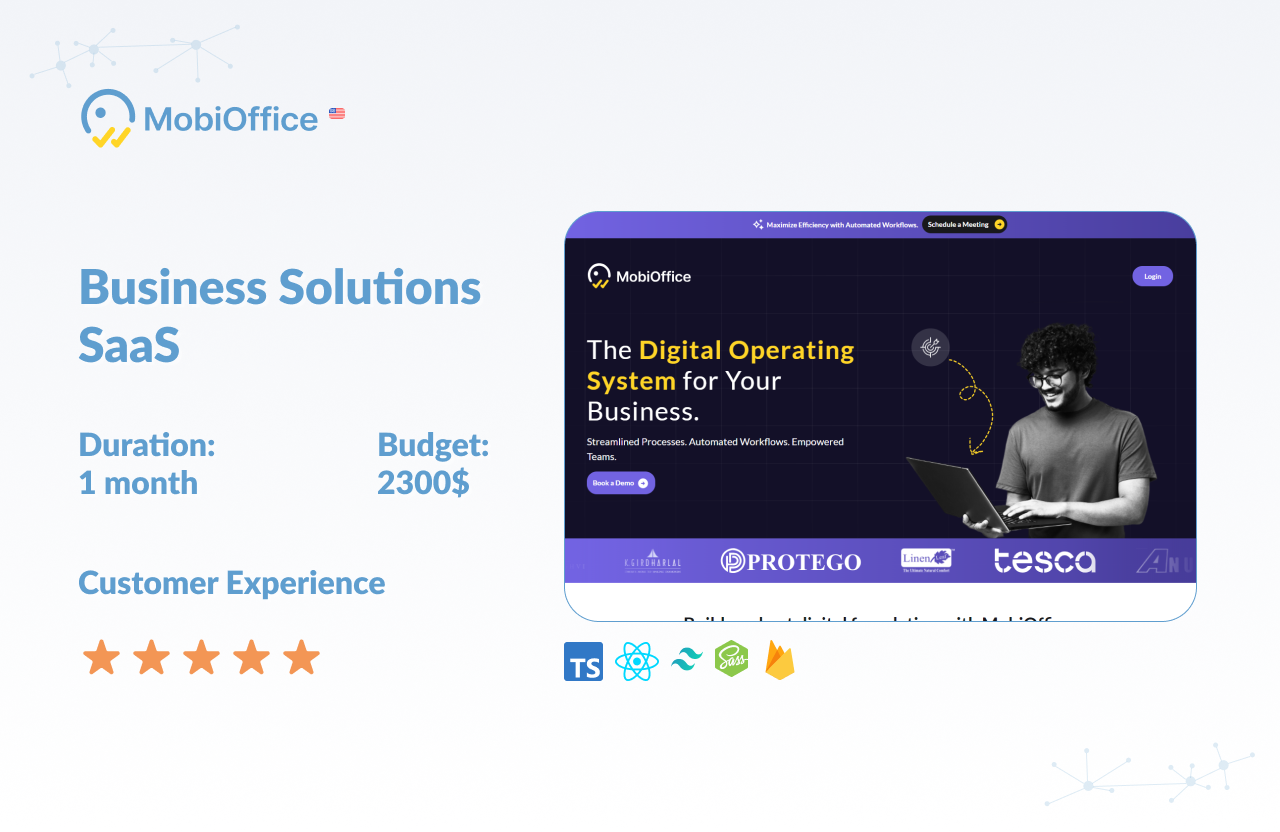 MobiOffice
Business Solutions
SaaS
Duration:
1 month
Budget:
2300$
Customer Experience
Maximize Efficiency with Automated Workflows.
Schedule a Meeting
MobiOffice
Login
The Digital Operating
System for Your
Business.
Streamlined Processes. Automated Workflows. Empowered
Teams.
Book a Demo
K.GIRDHARLAL
PROTEGO
Linen
tesca
TS
Sass